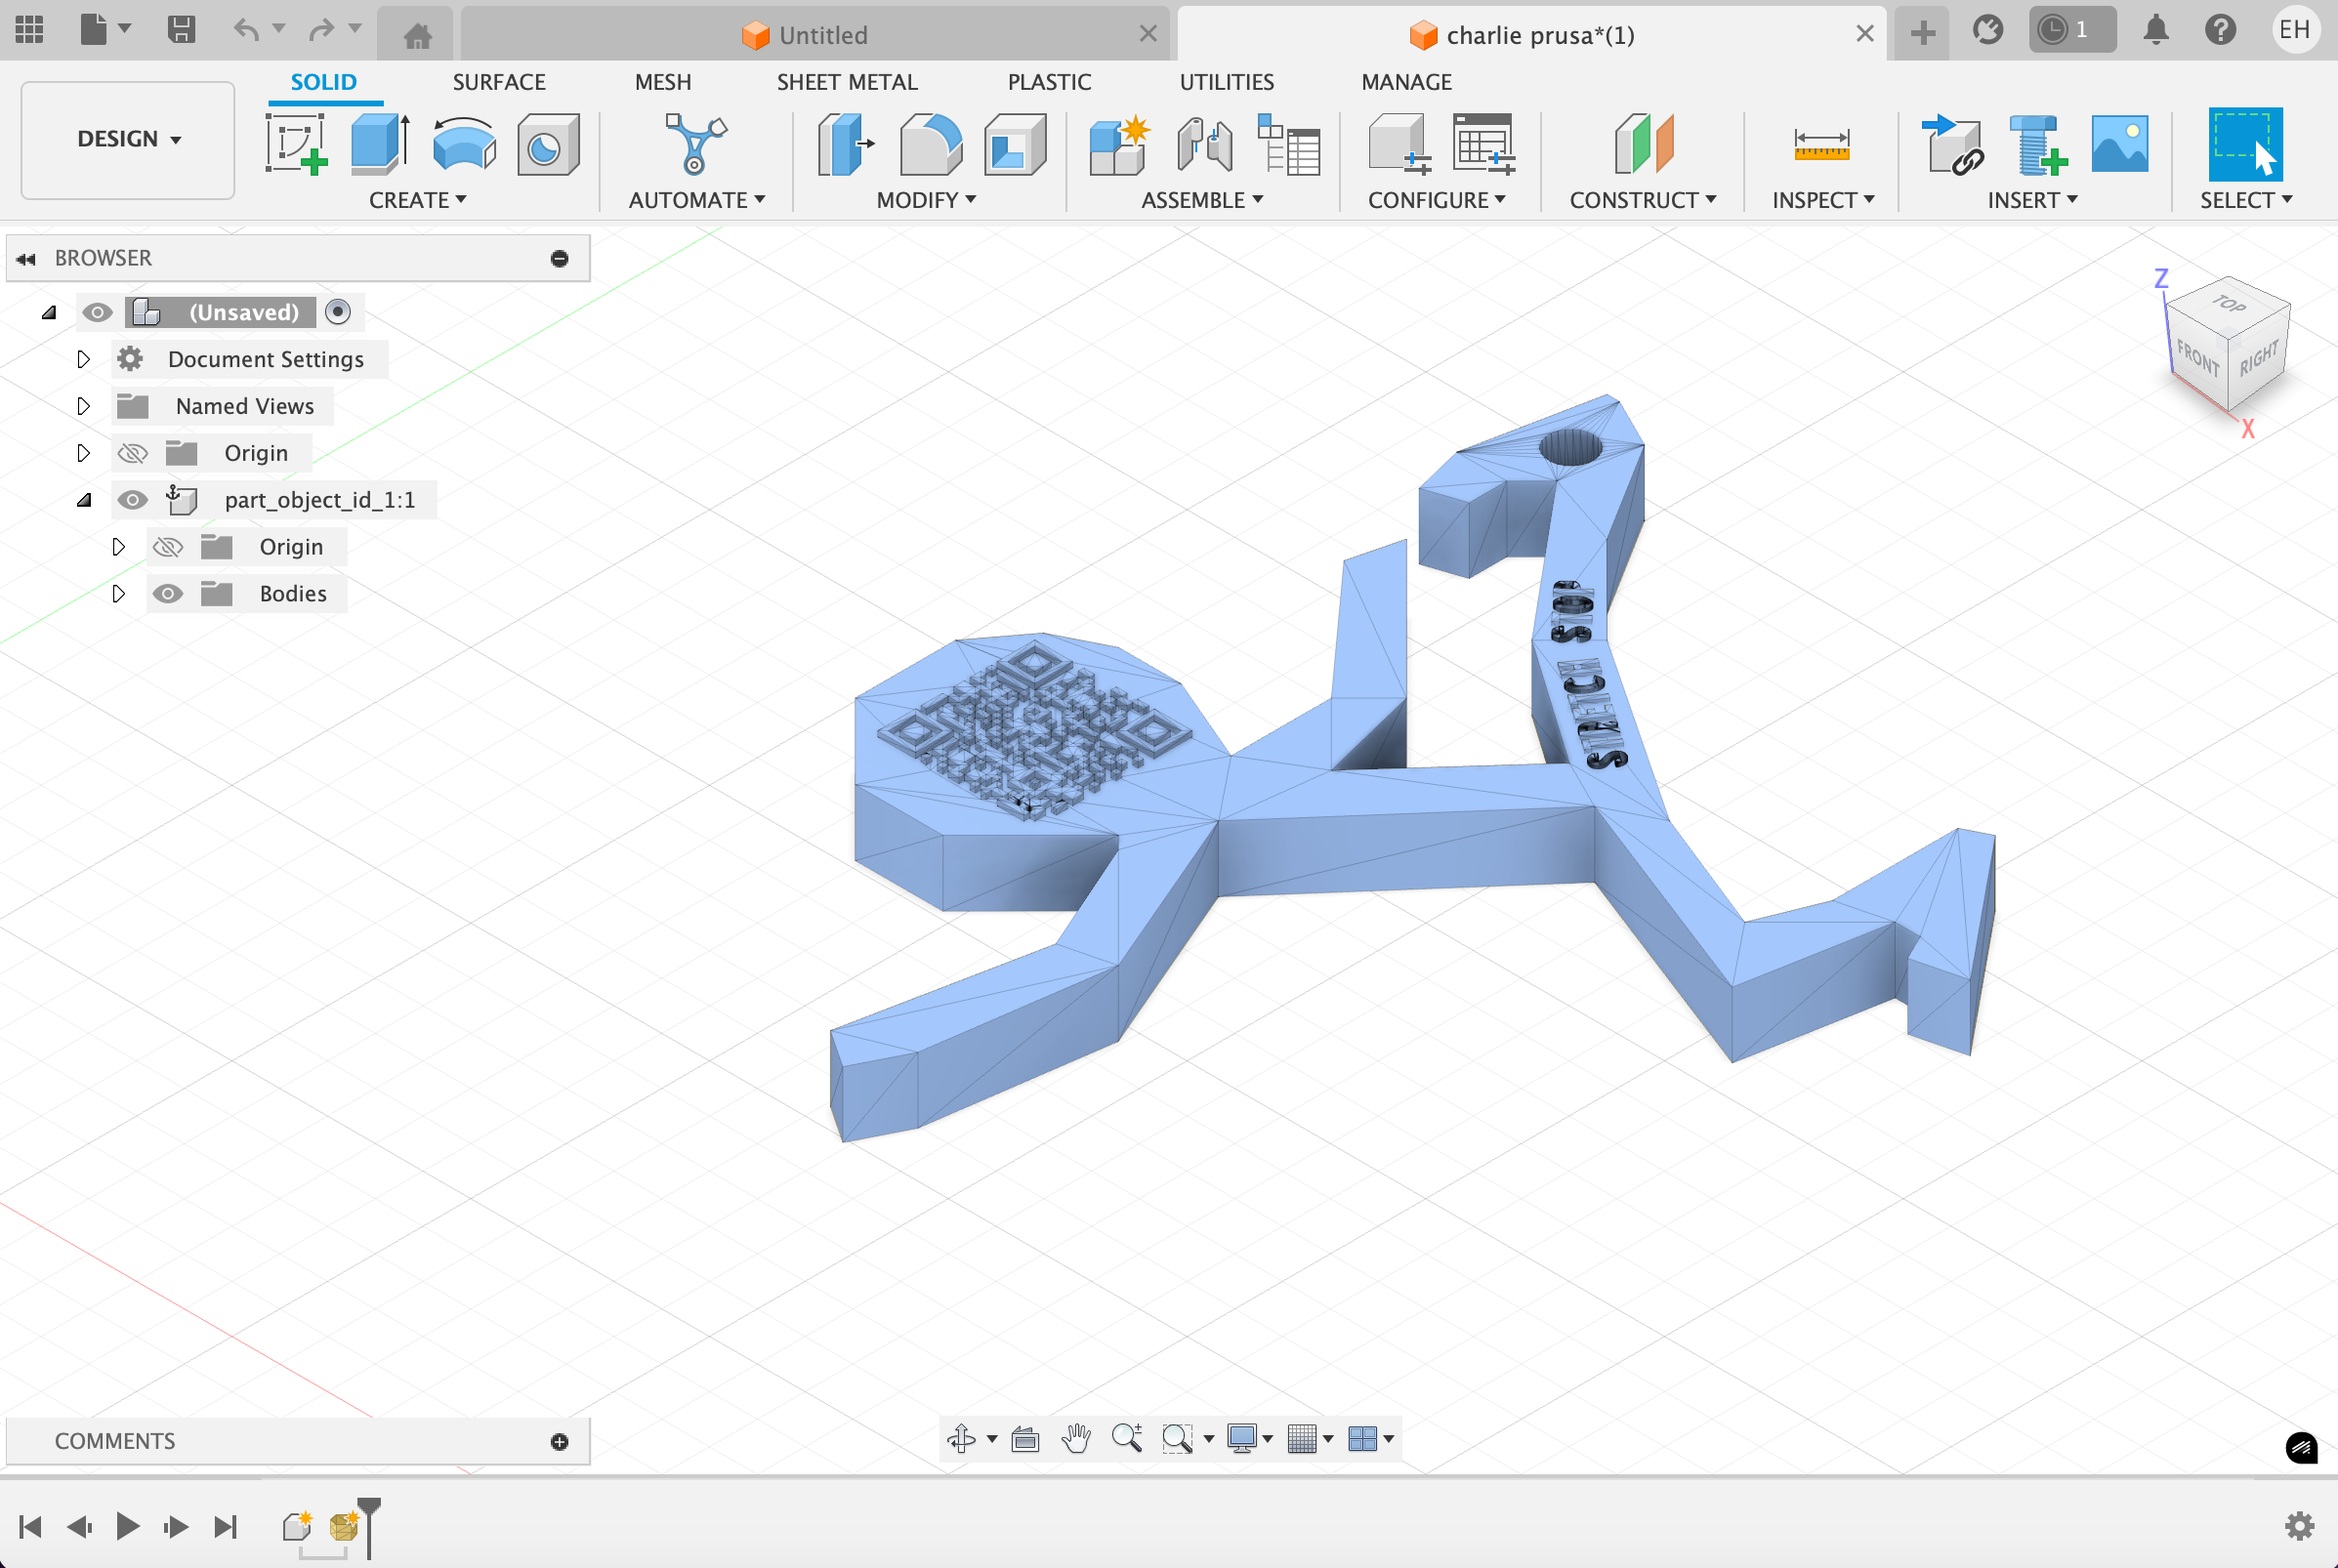 Untitled
charlie prusa*(1)
1
EH
DESIGN
SOLID
SURFACE
MESH
SHEET METAL
PLASTIC
UTILITIES
MANAGE
CREATE
AUTOMATE
MODIFY
ASSEMBLE
CONFIGURE
CONSTRUCT
INSPECT
INSERT
SELECT
BROWSER
(Unsaved)
Document Settings
Named Views
Origin
part_object_id_1:1
Origin
Bodies
Z
TOP
FRONT
RIGHT
X
COMMENTS